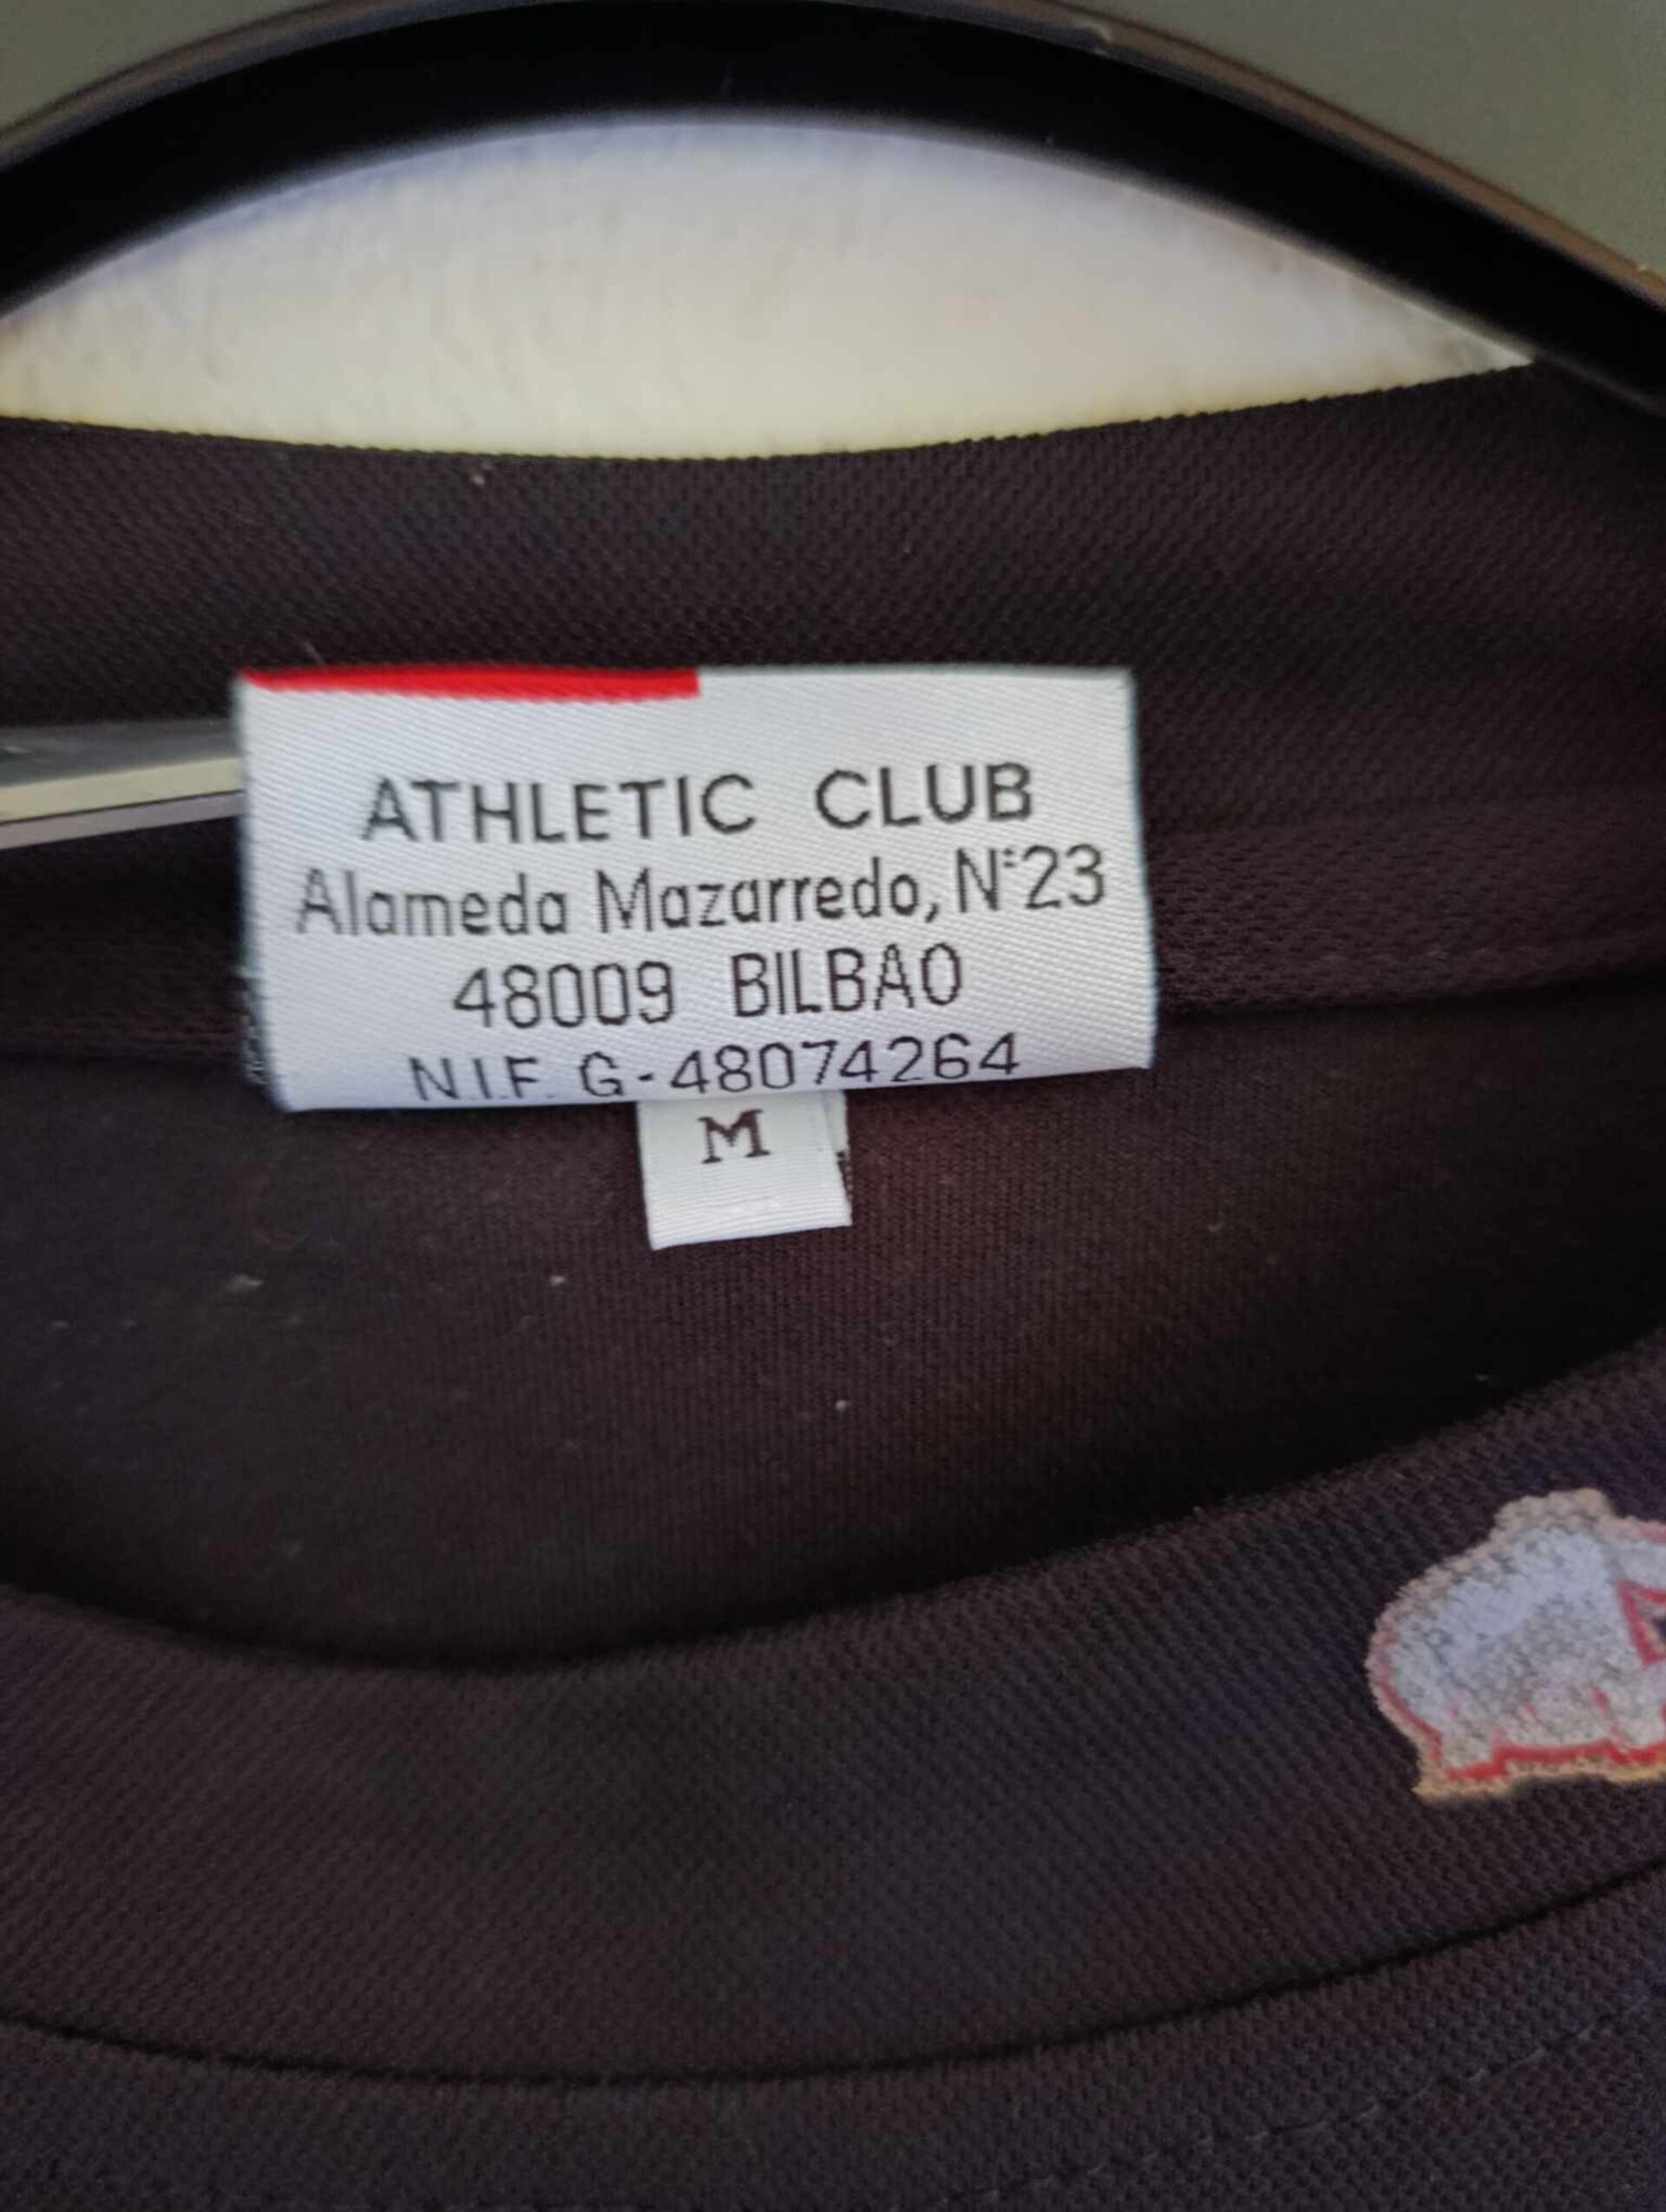 ATHLETIC CLUB
Alameda Mazarredo, Nº23
48009 BILBAO
N.I.F. G-48074264
M